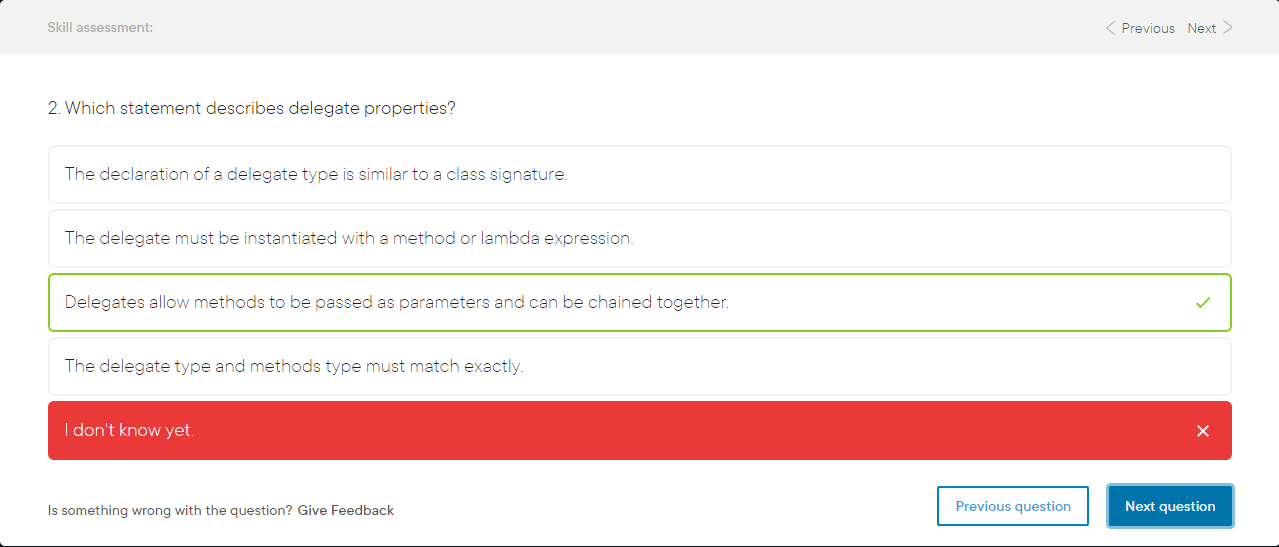 Skill assessment:
Previous Next
2. Which statement describes delegate properties?
The declaration of a delegate type is similar to a class signature.
The delegate must be instantiated with a method or lambda expression.
Delegates allow methods to be passed as parameters and can be chained together.
The delegate type and methods type must match exactly.
I don't know yet.
Is something wrong with the question? Give Feedback
Previous question
Next question